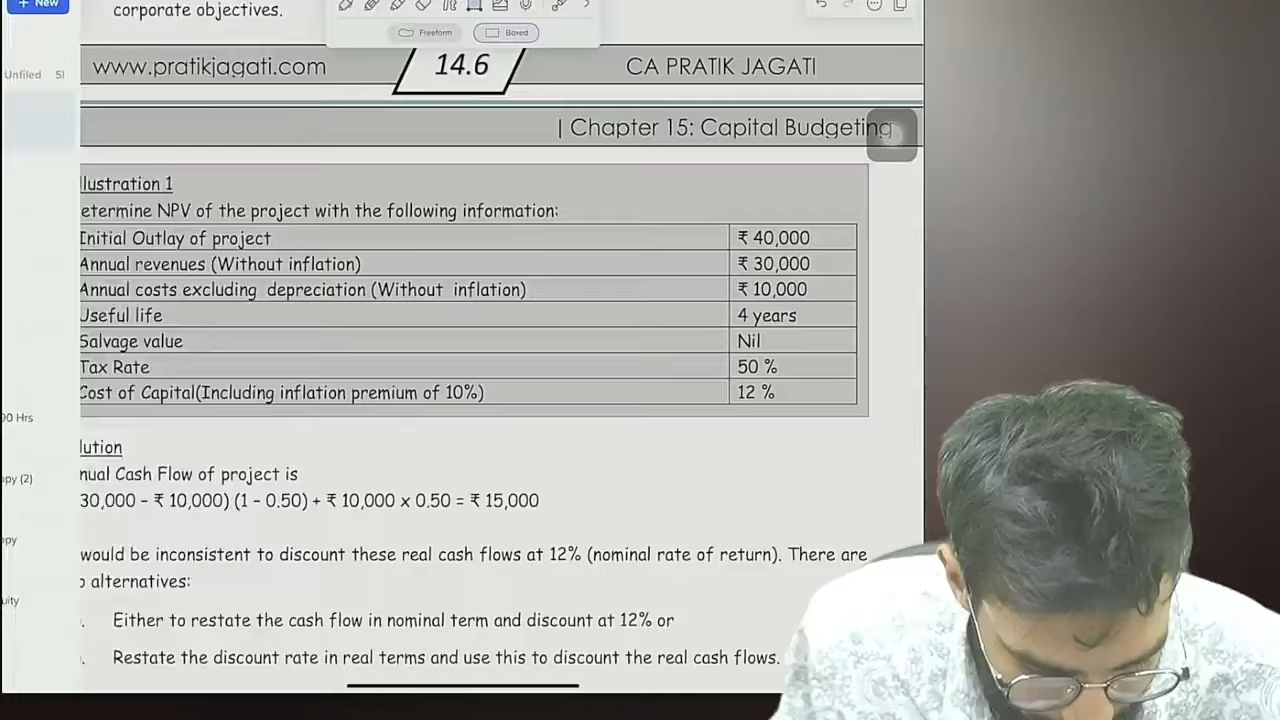 + New
corporate objectives.
Freeform
Boxed
Unfiled
www.pratikjagati.com
14.6
CA PRATIK JAGATI
| Chapter 15: Capital Budgeting
llustration 1
etermine NPV of the project with the following information:
Initial Outlay of project ₹ 40,000
Annual revenues (Without inflation) ₹ 30,000
Annual costs excluding depreciation (Without inflation) ₹ 10,000
Useful life 4 years
Salvage value Nil
Tax Rate 50 %
Cost of Capital(Including inflation premium of 10%) 12 %
90 Hrs
lution
nual Cash Flow of project is
py (2)
30,000 - ₹ 10,000) (1 - 0.50) + ₹ 10,000 x 0.50 = ₹ 15,000
would be inconsistent to discount these real cash flows at 12% (nominal rate of return). There are
o alternatives:
Either to restate the cash flow in nominal term and discount at 12% or
Restate the discount rate in real terms and use this to discount the real cash flows.